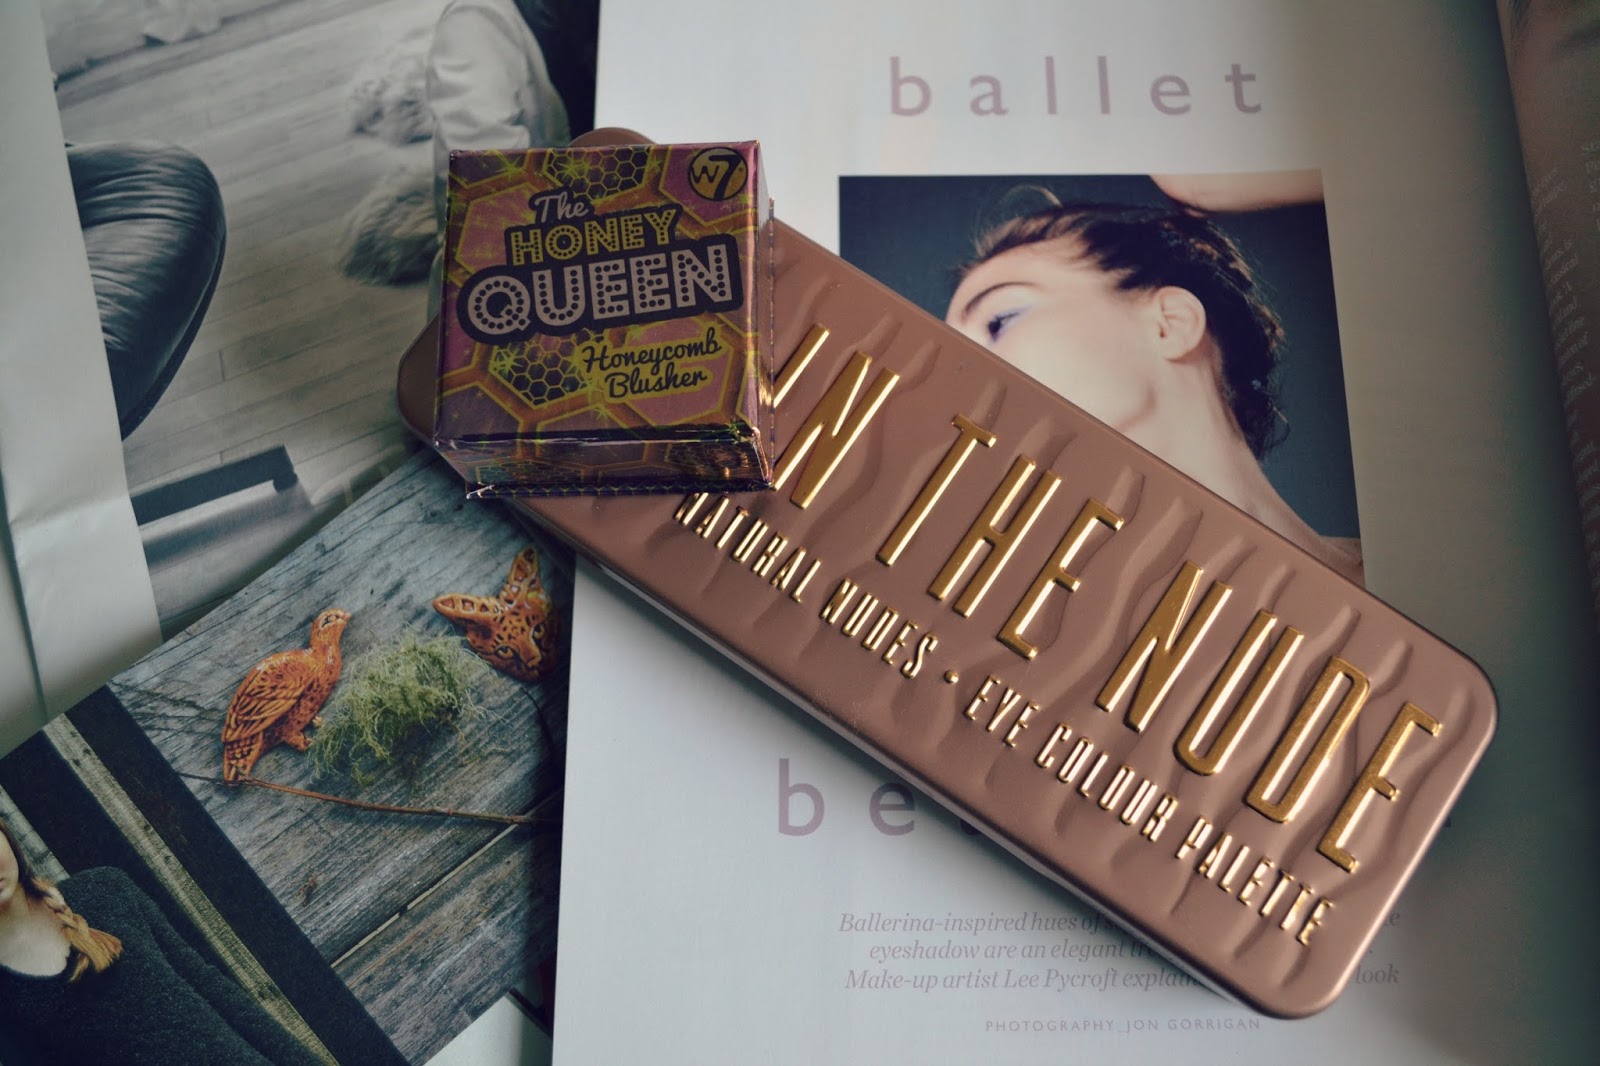 ballet
W7
The
HONEY
QUEEN
Honeycomb
Blusher
IN THE NUDE
NATURAL NUDES • EYE COLOUR PALETTE
Ballerina-inspired hues of
eyeshadow are an elegant
Make-up artist Lee Pycroft look
PHOTOGRAPHY_JON GORRIGAN